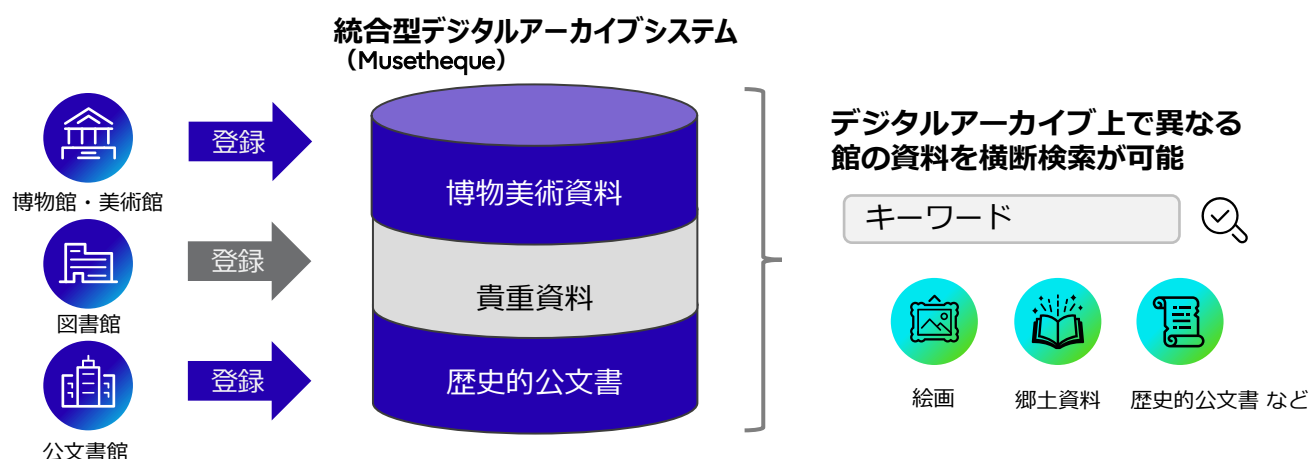 統合型デジタルアーカイブシステム
（Musetheque）
博物館・美術館
登録
図書館
登録
公文書館
登録
博物美術資料
貴重資料
歴史的公文書
デジタルアーカイブ上で異なる
館の資料を横断検索が可能
キーワード
絵画
郷土資料
歴史的公文書 など